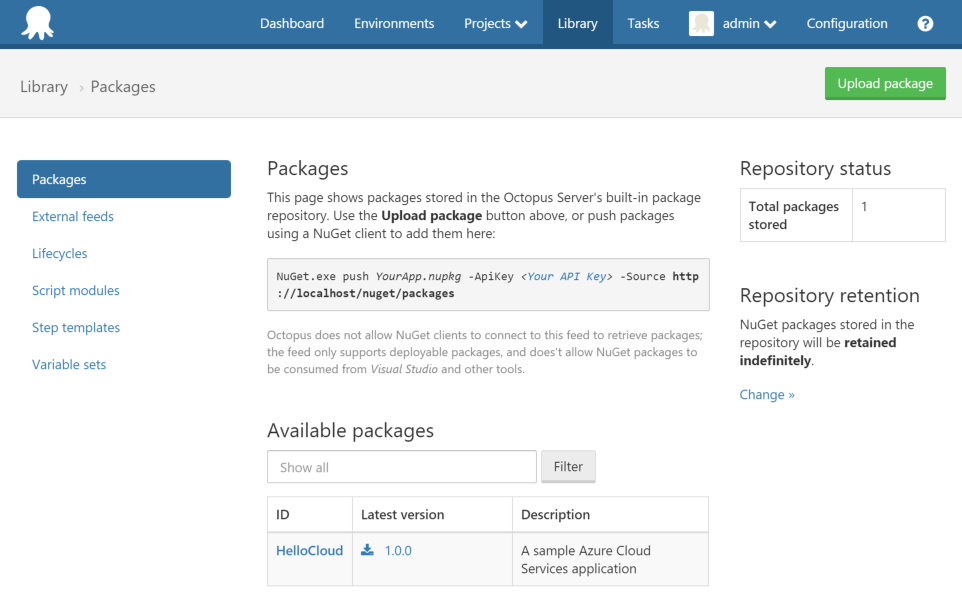 Dashboard Environments Projects Library Tasks admin Configuration ?
Library › Packages
Upload package
Packages
External feeds
Lifecycles
Script modules
Step templates
Variable sets
Packages
This page shows packages stored in the Octopus Server's built-in package
repository. Use the Upload package button above, or push packages
using a NuGet client to add them here:
NuGet.exe push YourApp.nupkg -ApiKey <Your API Key> -Source http
://localhost/nuget/packages
Octopus does not allow NuGet clients to connect to this feed to retrieve packages;
the feed only supports deployable packages, and does't allow NuGet packages to
be consumed from Visual Studio and other tools.
Available packages
Show all
Filter
ID Latest version Description
HelloCloud 1.0.0 A sample Azure Cloud
Services application
Repository status
Total packages 1
stored
Repository retention
NuGet packages stored in the
repository will be retained
indefinitely.
Change »